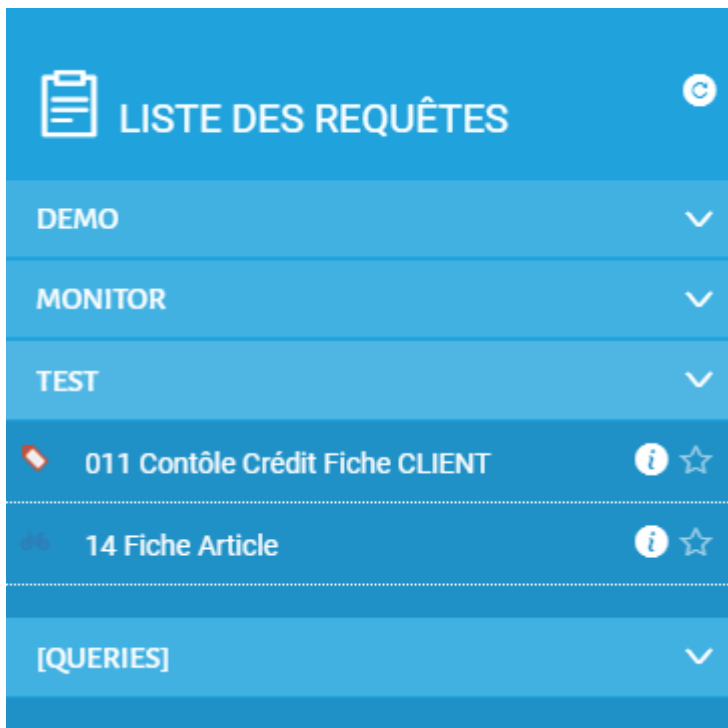 LISTE DES REQUÊTES
DEMO
MONITOR
TEST
011 Contôle Crédit Fiche CLIENT
14 Fiche Article
[QUERIES]